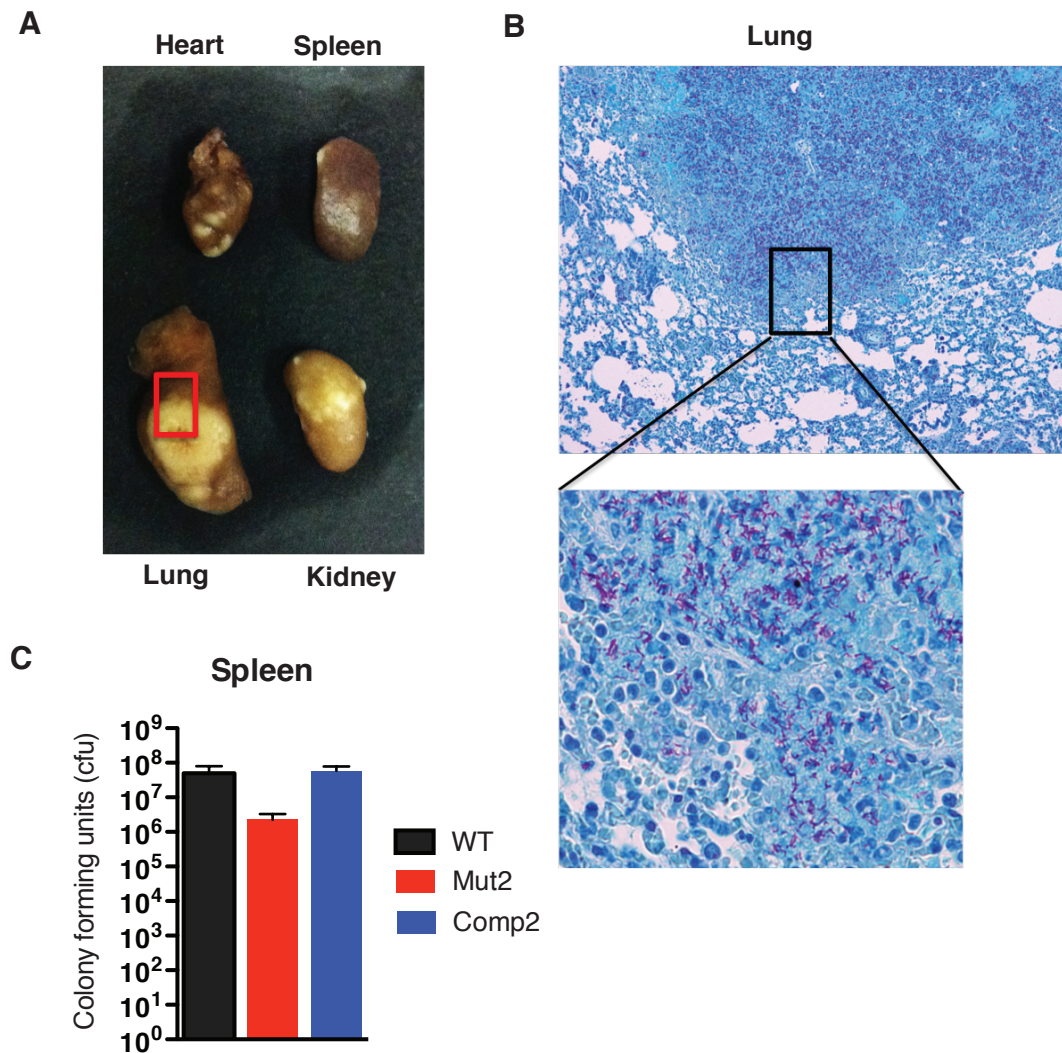 A
Heart
Spleen
Lung
Kidney
B
Lung
C
Spleen
Colony forming units (cfu)
10⁹
10⁸
10⁷
10⁶
10⁵
10⁴
10³
10²
10¹
10⁰
WT
Mut2
Comp2